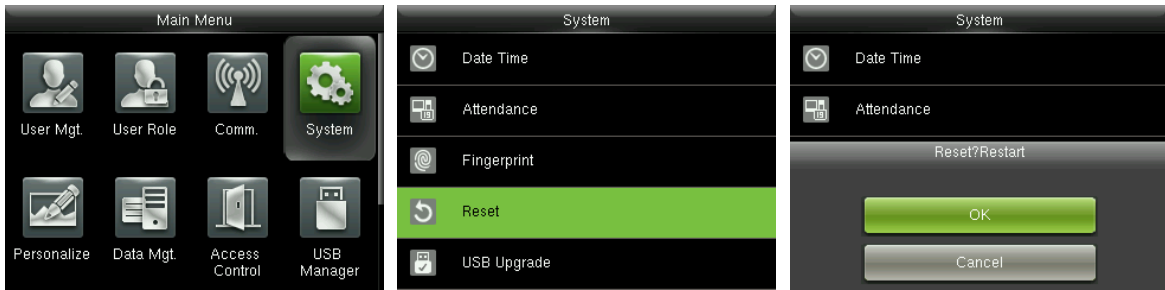 Main Menu
User Mgt.
User Role
Comm.
System
Personalize
Data Mgt.
Access
Control
USB
Manager
System
Date Time
Attendance
Fingerprint
Reset
USB Upgrade
System
Date Time
Attendance
Reset?Restart
OK
Cancel